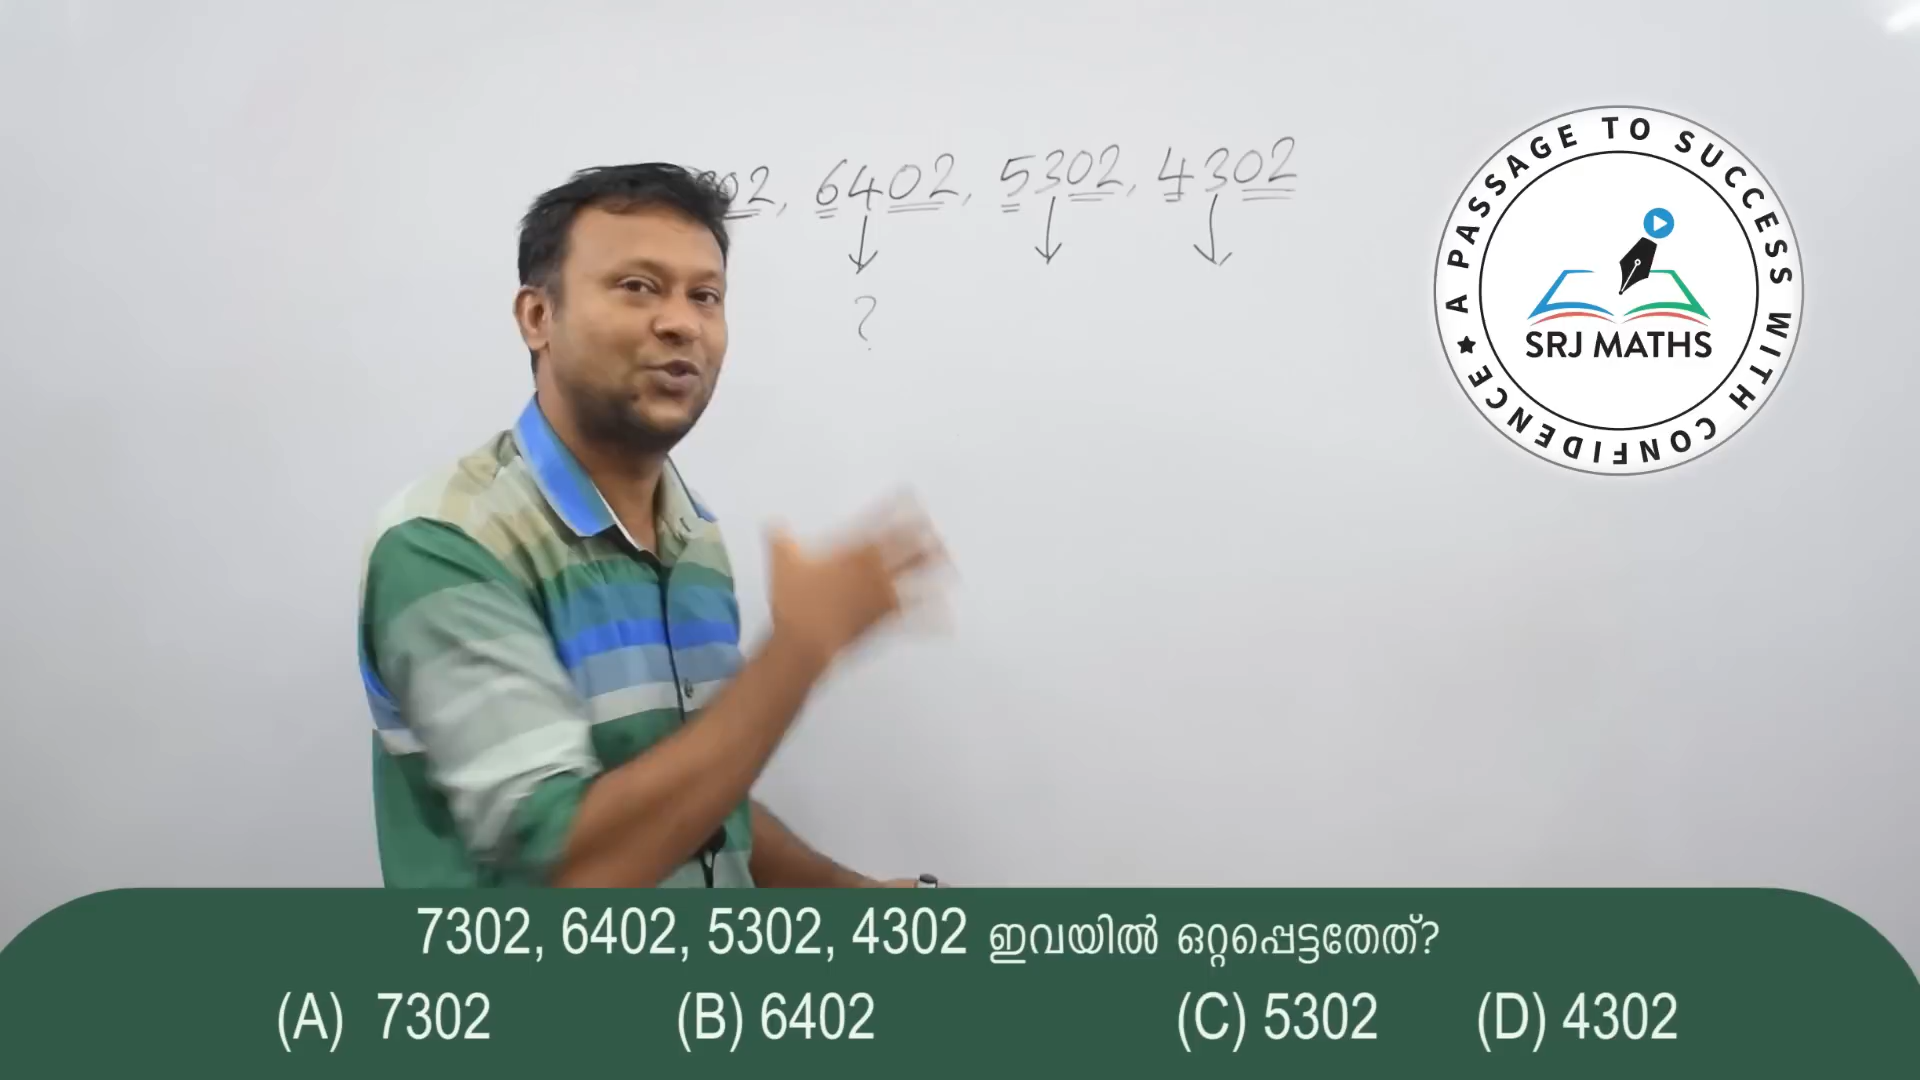 02, 6402, 5302, 4302
?
A PASSAGE TO SUCCESS WITH CONFIDENCE ★
SRJ MATHS
7302, 6402, 5302, 4302 ഇവയിൽ ഒറ്റപ്പെട്ടതേത്?
(A) 7302 (B) 6402 (C) 5302 (D) 4302